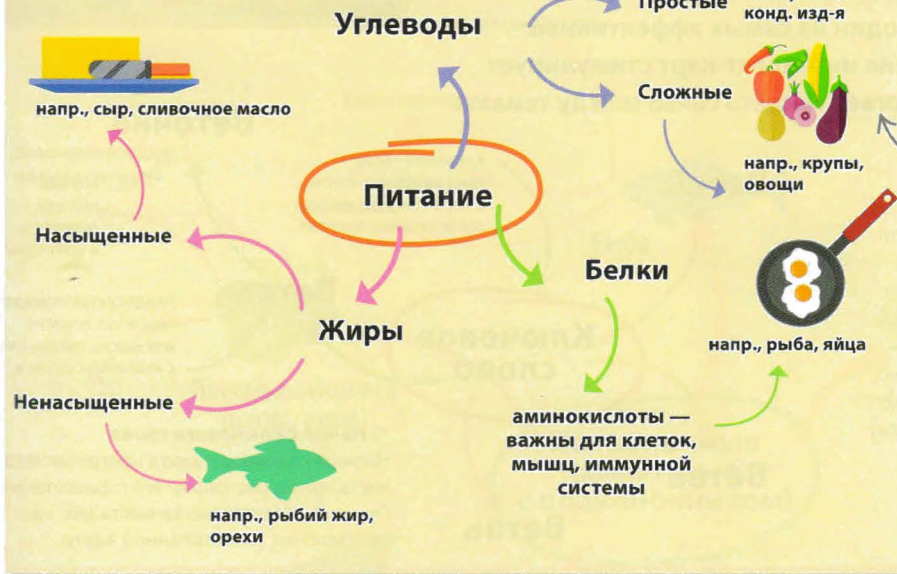 Углеводы
Простые
конд. изд-я
Сложные
напр., крупы,
овощи
напр., сыр, сливочное масло
Питание
Насыщенные
Белки
Жиры
напр., рыба, яйца
Ненасыщенные
аминокислоты —
важны для клеток,
мышц, иммунной
системы
напр., рыбий жир,
орехи